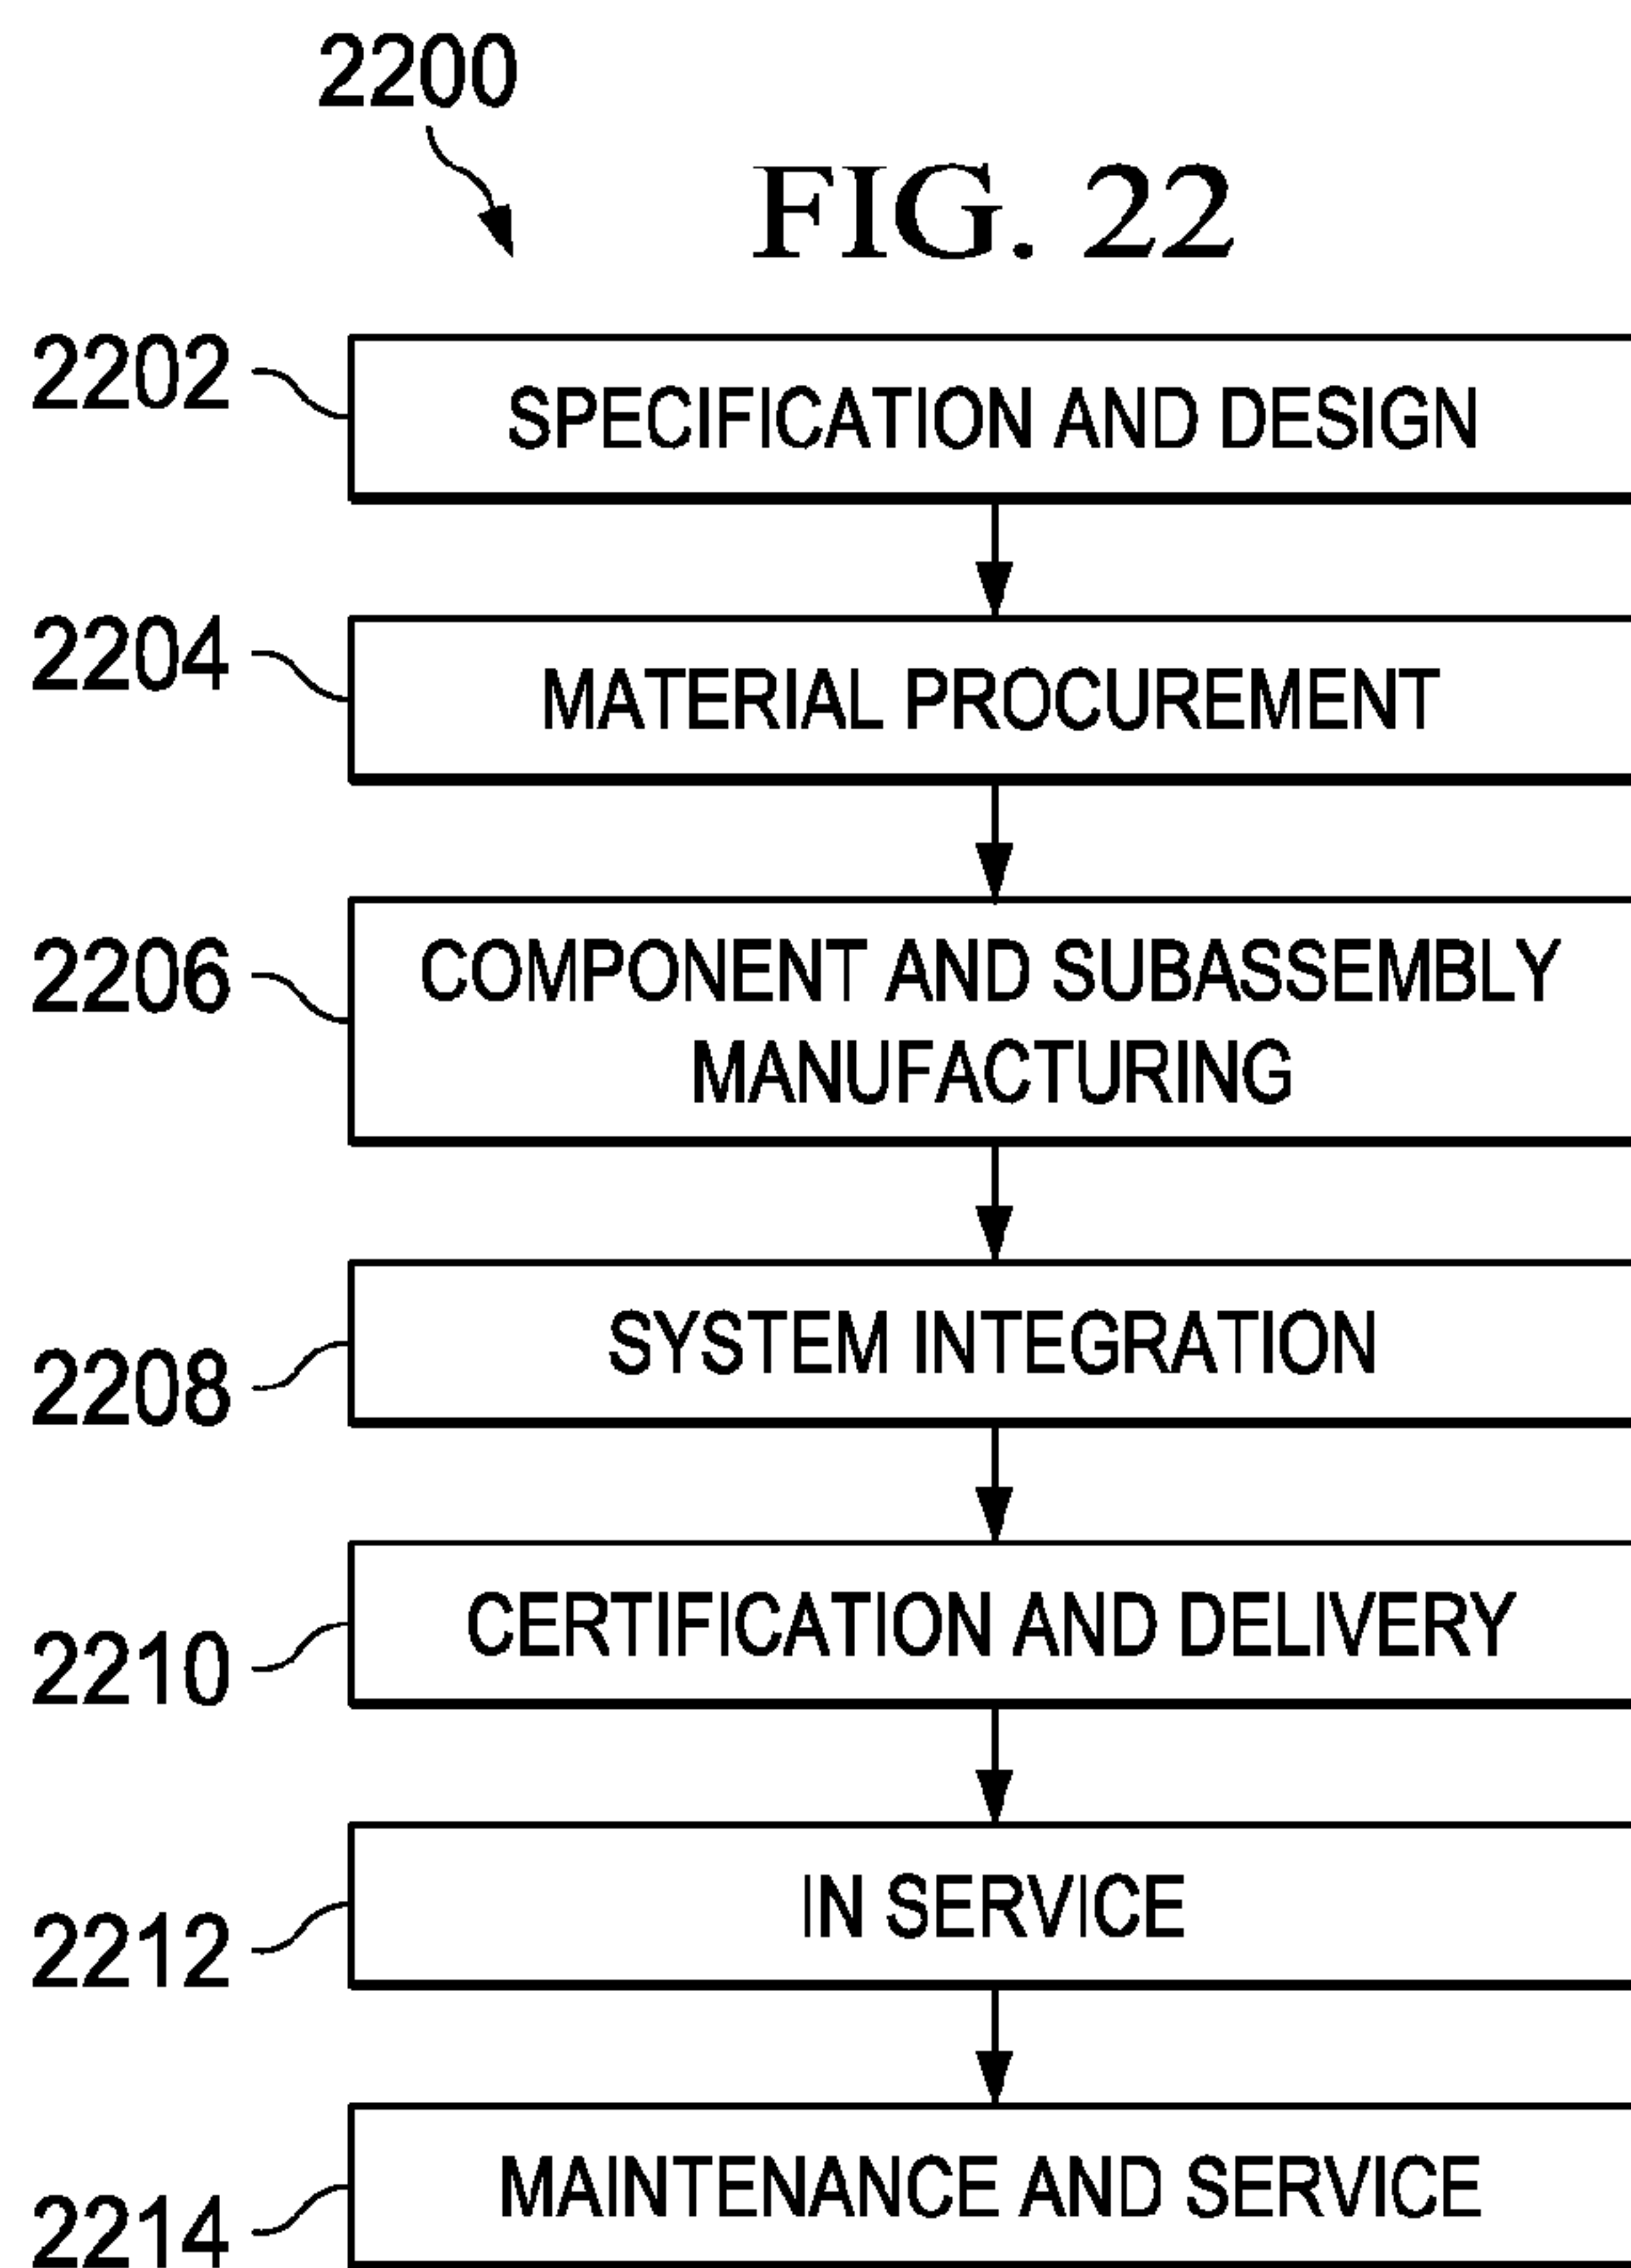 2200
FIG. 22
2202
SPECIFICATION AND DESIGN
2204
MATERIAL PROCUREMENT
2206
COMPONENT AND SUBASSEMBLY
MANUFACTURING
2208
SYSTEM INTEGRATION
2210
CERTIFICATION AND DELIVERY
2212
IN SERVICE
2214
MAINTENANCE AND SERVICE